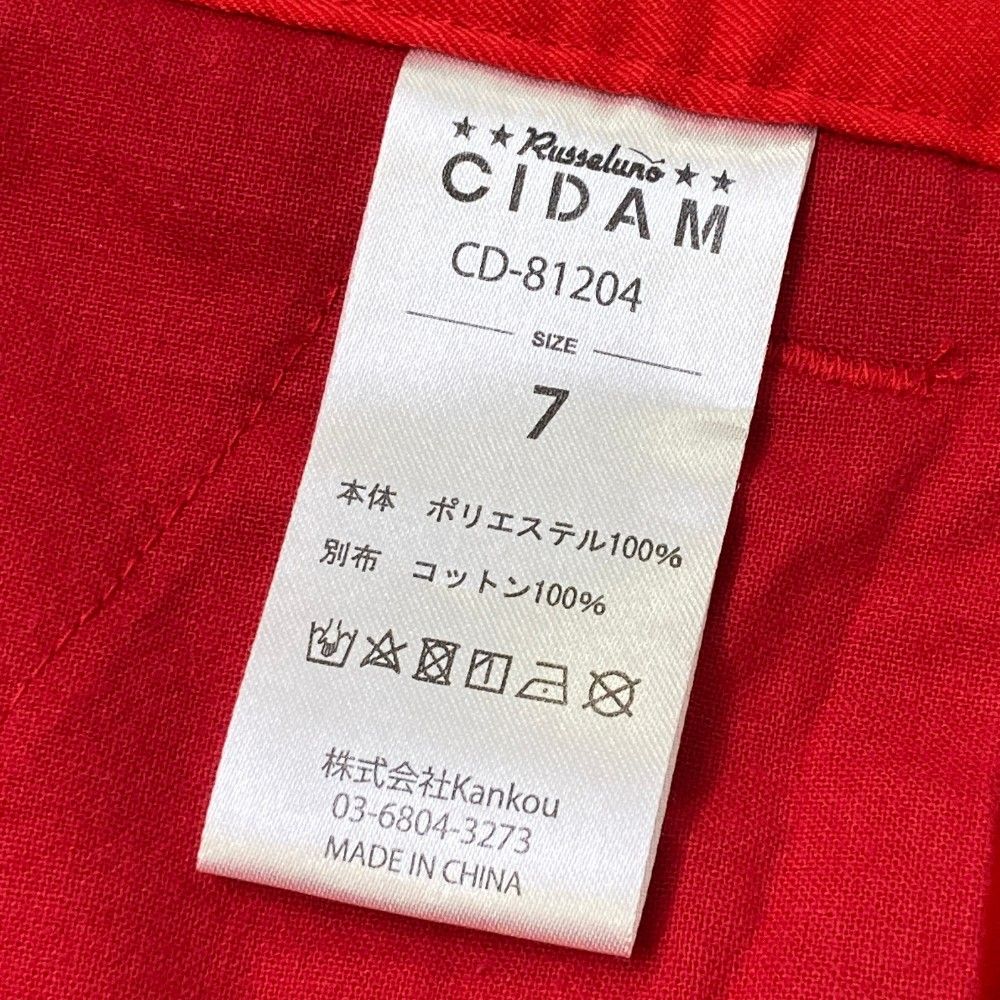 Russeluno
CIDAM
CD-81204
SIZE
7
本体 ポリエステル100%
別布 コットン100%
株式会社Kankou
03-6804-3273
MADE IN CHINA